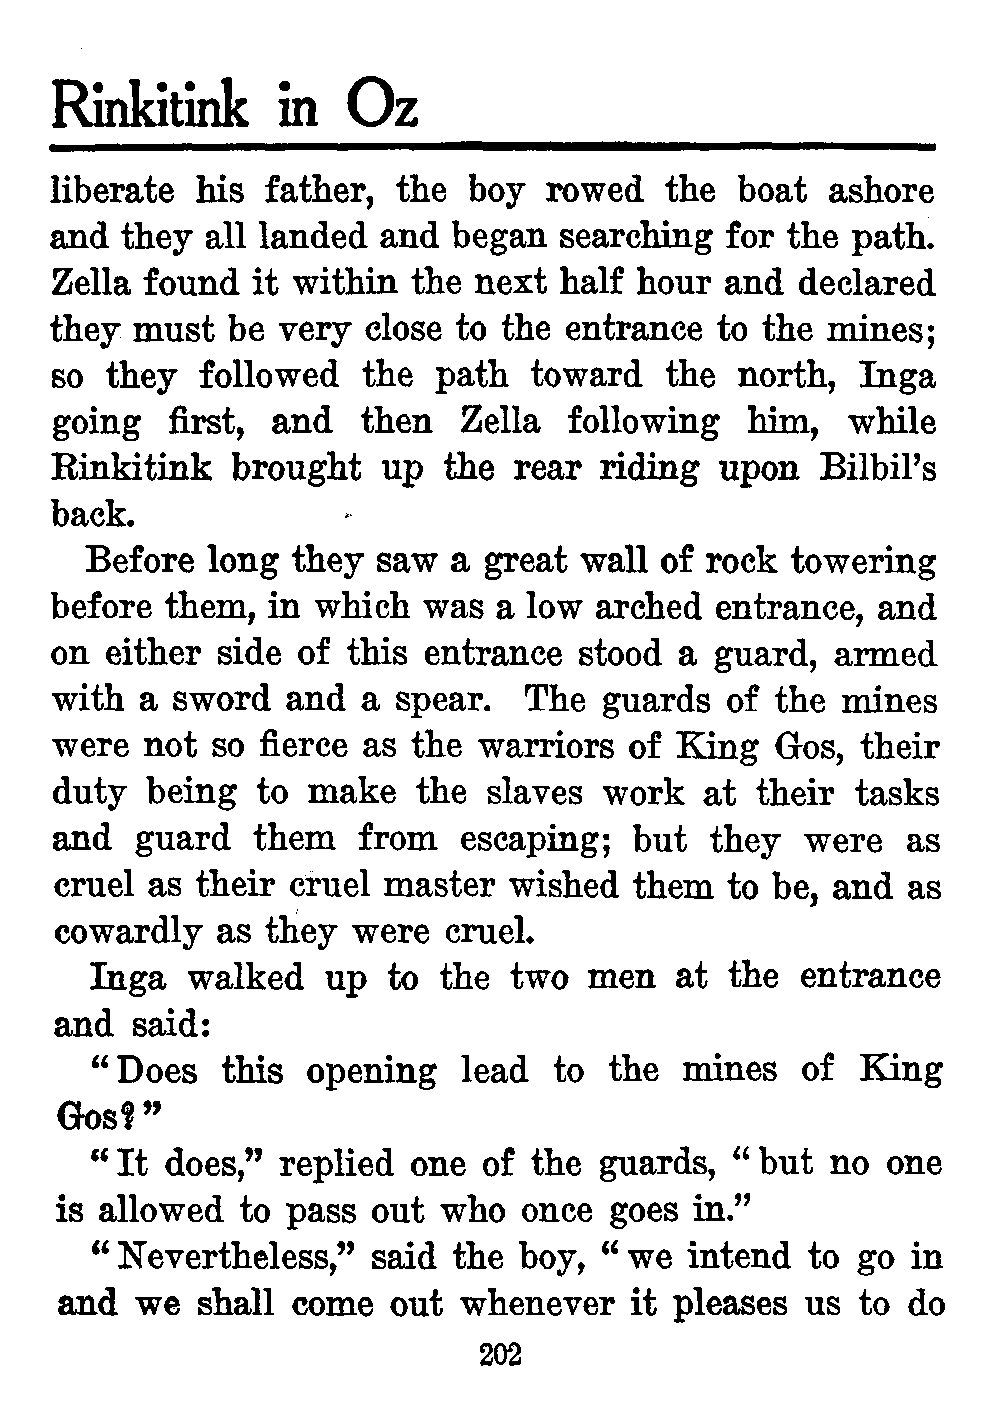 Rinkitink in Oz
liberate his father, the boy rowed the boat ashore
and they all landed and began searching for the path.
Zella found it within the next half hour and declared
they must be very close to the entrance to the mines;
so they followed the path toward the north, Inga
going first, and then Zella following him, while
Rinkitink brought up the rear riding upon Bilbil's
back.
Before long they saw a great wall of rock towering
before them, in which was a low arched entrance, and
on either side of this entrance stood a guard, armed
with a sword and a spear. The guards of the mines
were not so fierce as the warriors of King Gos, their
duty being to make the slaves work at their tasks
and guard them from escaping; but they were as
cruel as their cruel master wished them to be, and as
cowardly as they were cruel.
Inga walked up to the two men at the entrance
and said:
“Does this opening lead to the mines of King
Gos?”
“It does,” replied one of the guards, “but no one
is allowed to pass out who once goes in.”
“Nevertheless,” said the boy, “we intend to go in
and we shall come out whenever it pleases us to do
202